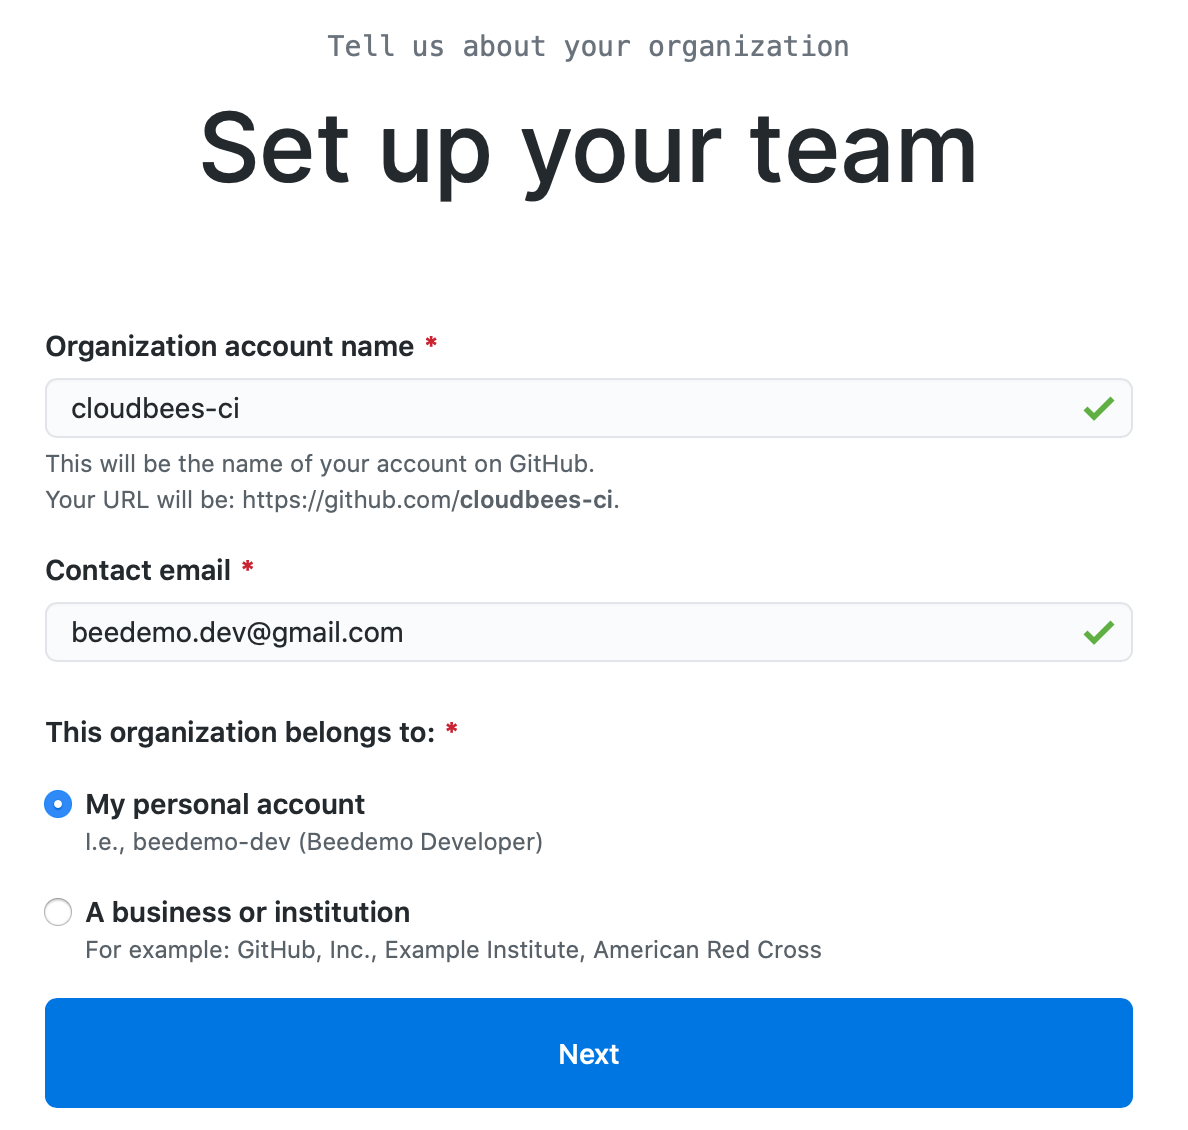 Tell us about your organization
Set up your team
Organization account name *
cloudbees-ci
This will be the name of your account on GitHub.
Your URL will be: https://github.com/cloudbees-ci.
Contact email *
beedemo.dev@gmail.com
This organization belongs to: *
My personal account
I.e., beedemo-dev (Beedemo Developer)
A business or institution
For example: GitHub, Inc., Example Institute, American Red Cross
Next